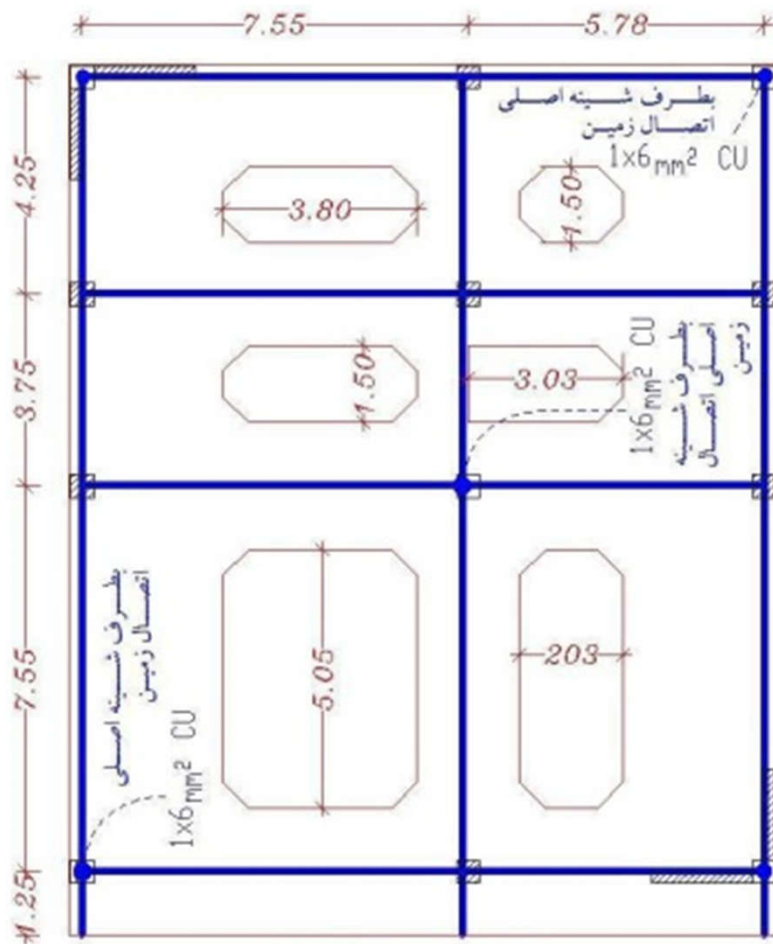 7.55
5.78
بطرف شینه اصلی
اتصال زمین
1x6mm² CU
4.25
3.80
1.50
3.75
1.50
3.03
1x6mm² CU
بطرف شینه
اصلی اتصال
زمین
7.55
5.05
203
بطرف شینه اصلی
اتصال زمین
1x6mm² CU
1.25